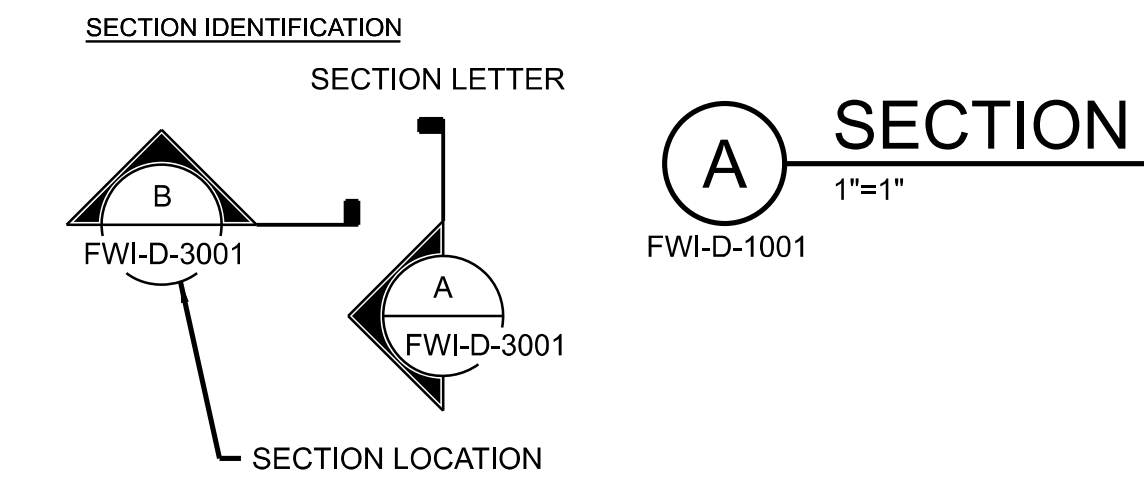 SECTION IDENTIFICATION
SECTION LETTER
B
FWI-D-3001
A
FWI-D-3001
SECTION LOCATION
A
SECTION
1"=1"
FWI-D-1001